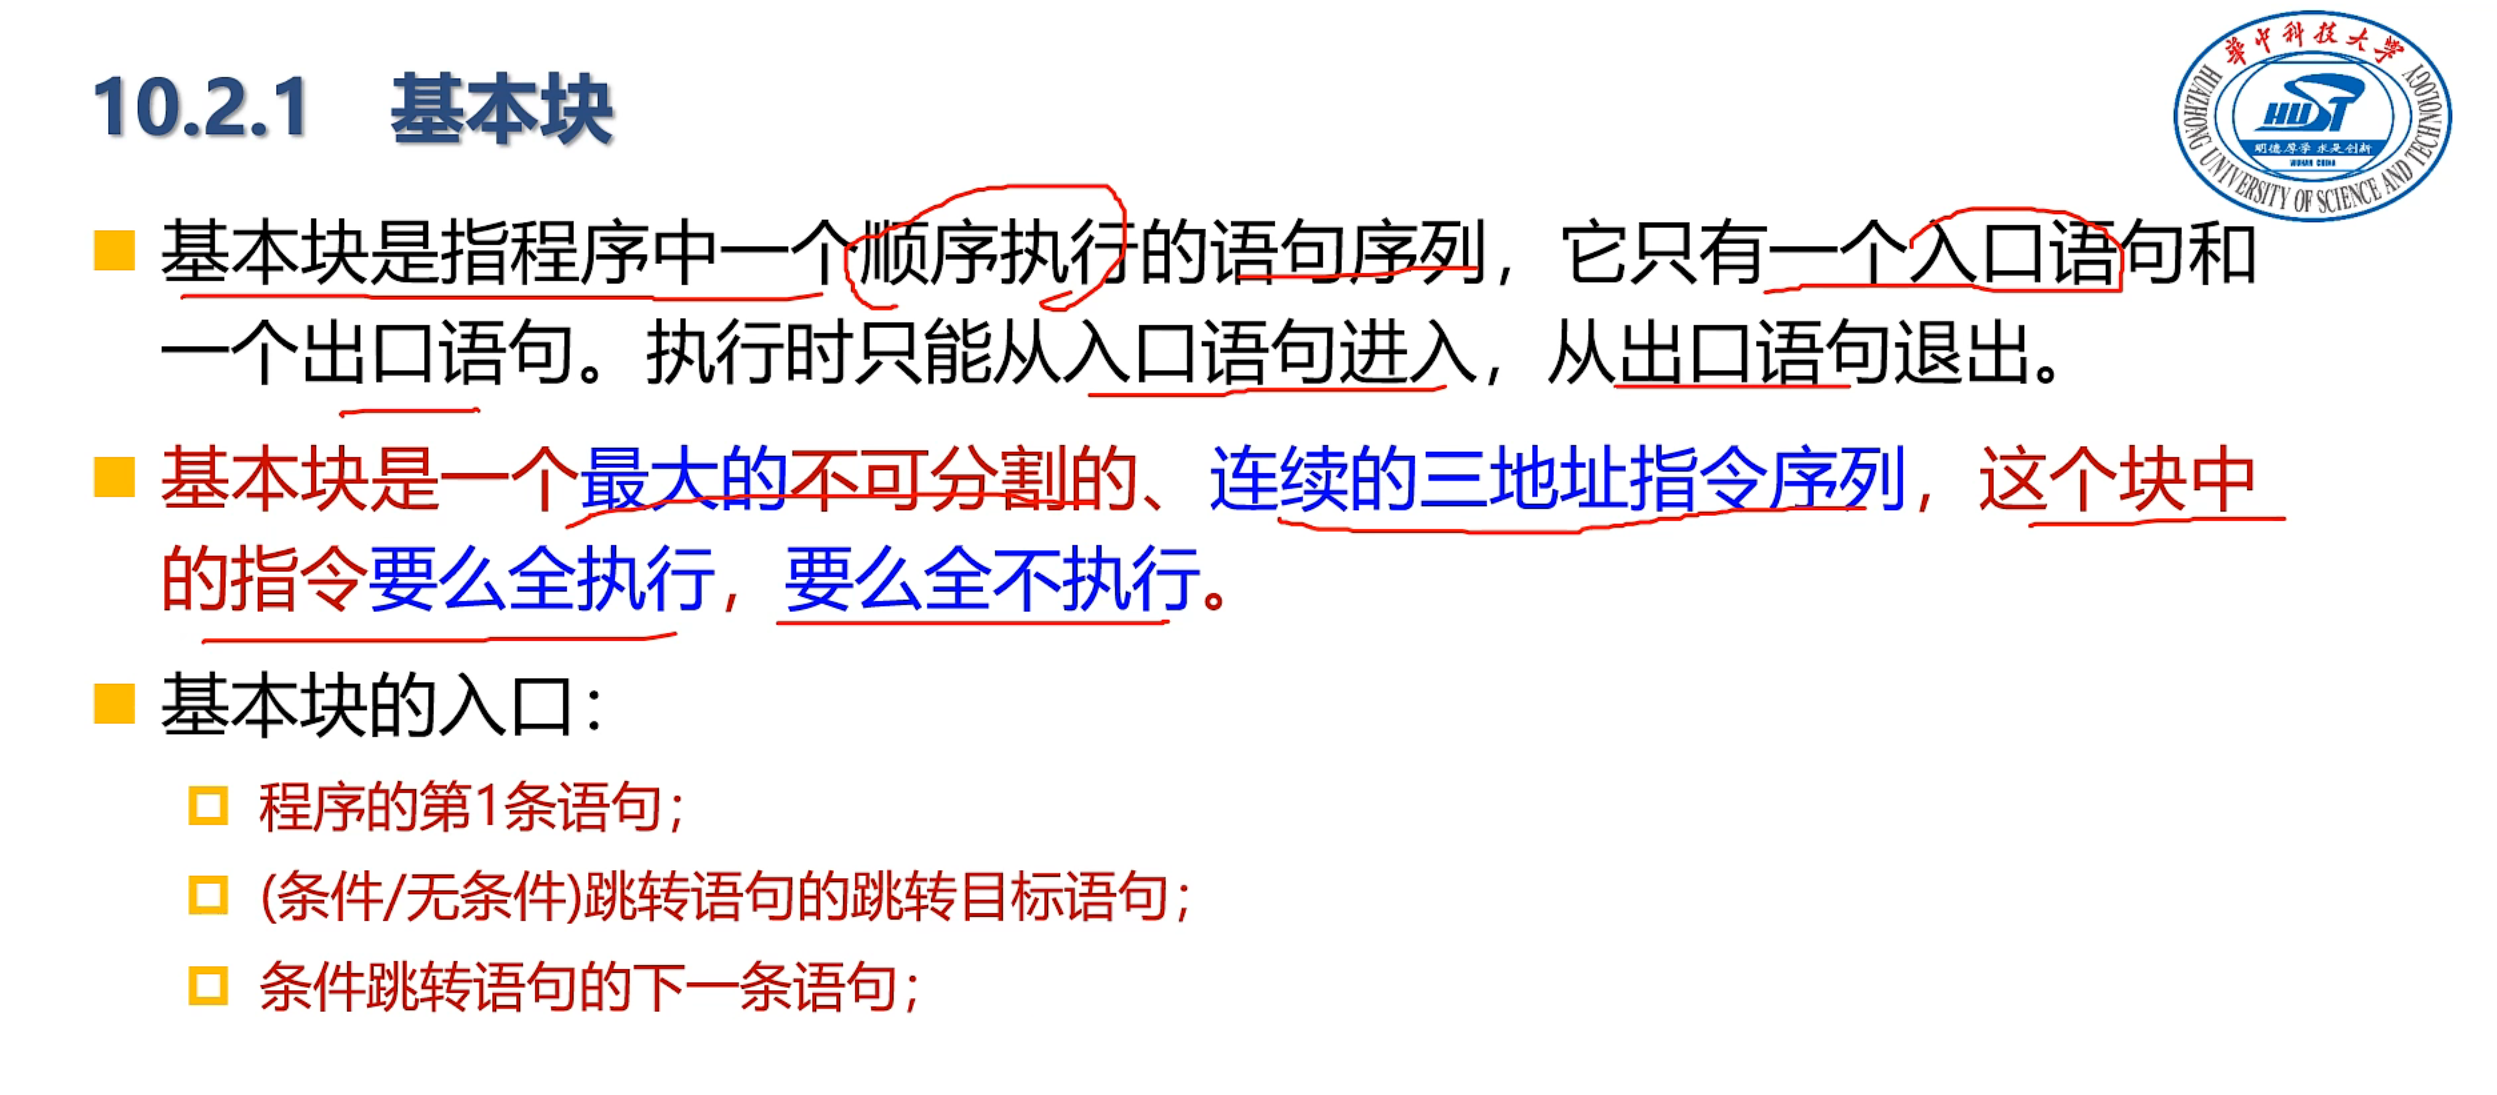 10.2.1 基本块
华中科技大学
HUAZHONG UNIVERSITY OF SCIENCE AND TECHNOLOGY
HUST
明德厚学 求是创新
WUHAN CHINA
基本块是指程序中一个顺序执行的语句序列，它只有一个入口语句和
一个出口语句。执行时只能从入口语句进入，从出口语句退出。
基本块是一个最大的不可分割的、连续的三地址指令序列，这个块中
的指令要么全执行，要么全不执行。
基本块的入口：
程序的第1条语句；
(条件/无条件)跳转语句的跳转目标语句；
条件跳转语句的下一条语句；